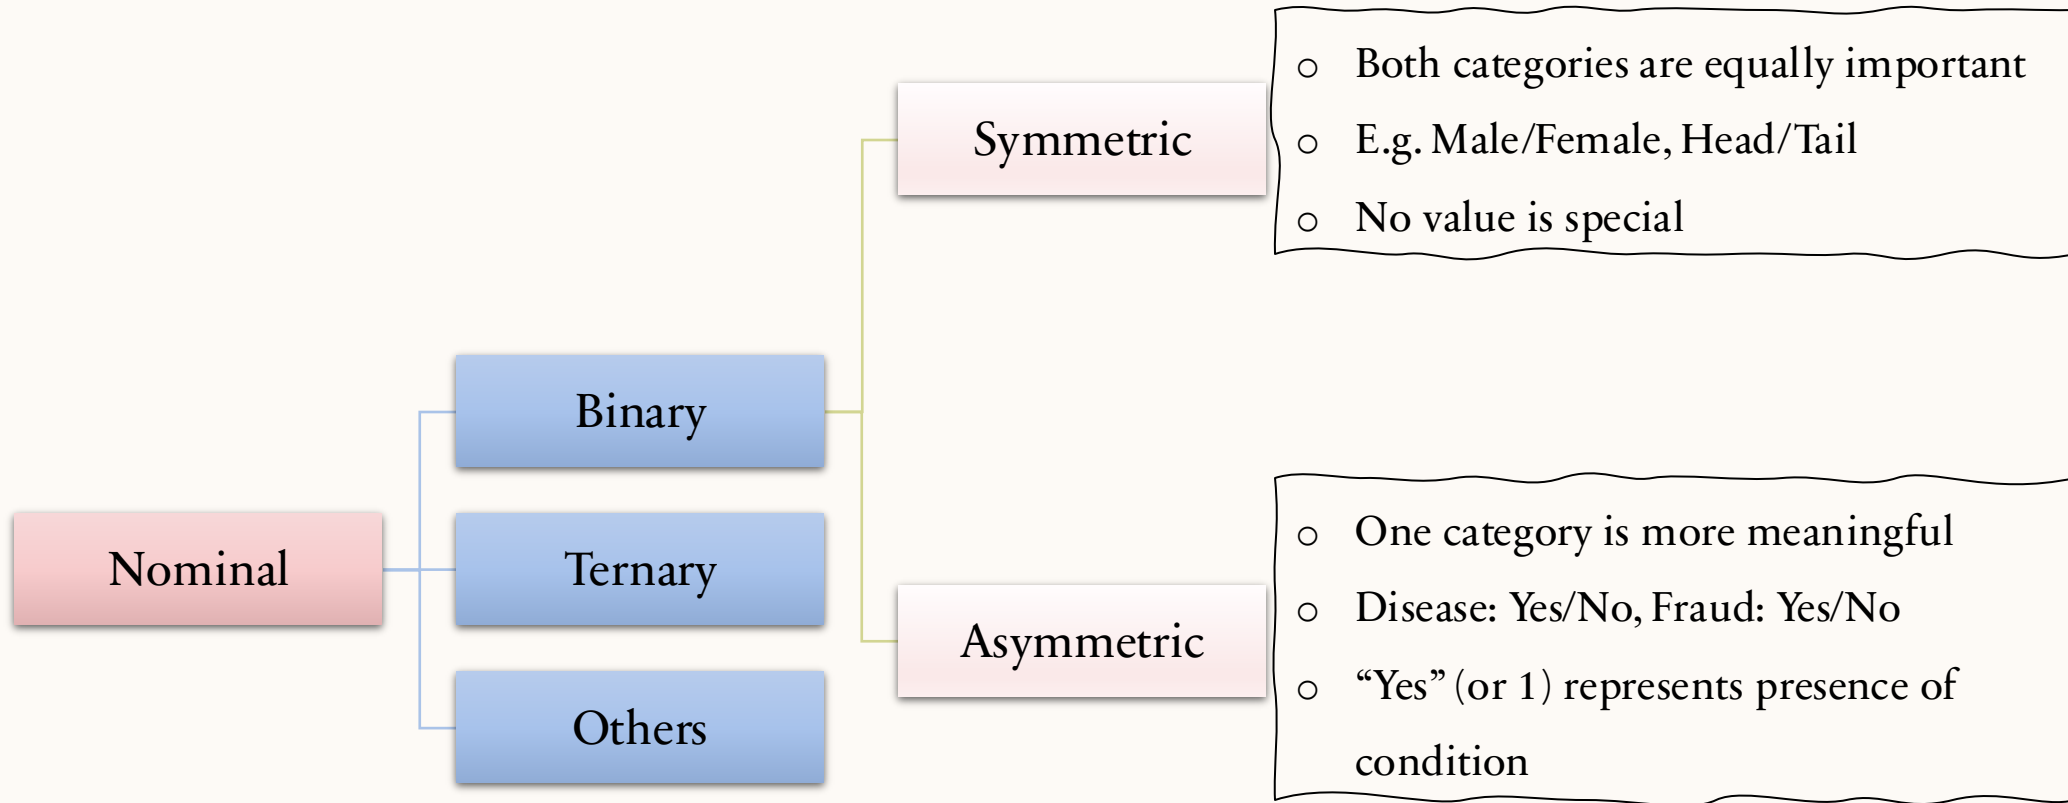 Nominal
Binary
Ternary
Others
Symmetric
○ Both categories are equally important
○ E.g. Male/Female, Head/Tail
○ No value is special
Asymmetric
○ One category is more meaningful
○ Disease: Yes/No, Fraud: Yes/No
○ “Yes” (or 1) represents presence of
condition